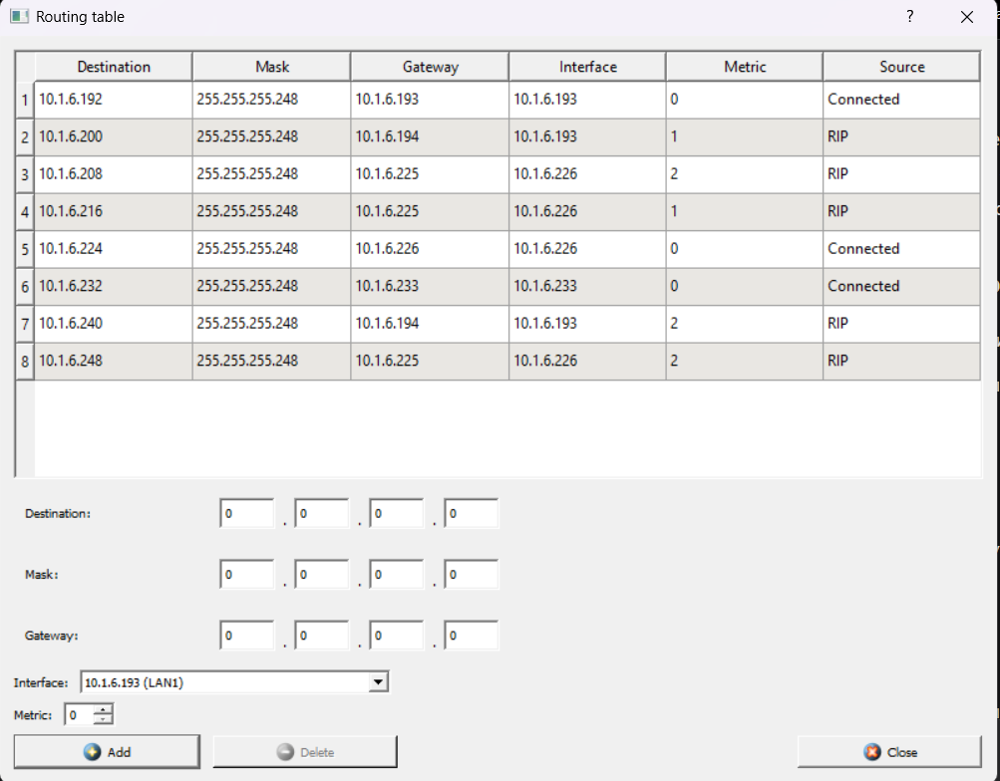 Routing table ?
Destination Mask Gateway Interface Metric Source
1 10.1.6.192 255.255.255.248 10.1.6.193 10.1.6.193 0 Connected
2 10.1.6.200 255.255.255.248 10.1.6.194 10.1.6.193 1 RIP
3 10.1.6.208 255.255.255.248 10.1.6.225 10.1.6.226 2 RIP
4 10.1.6.216 255.255.255.248 10.1.6.225 10.1.6.226 1 RIP
5 10.1.6.224 255.255.255.248 10.1.6.226 10.1.6.226 0 Connected
6 10.1.6.232 255.255.255.248 10.1.6.233 10.1.6.233 0 Connected
7 10.1.6.240 255.255.255.248 10.1.6.194 10.1.6.193 2 RIP
8 10.1.6.248 255.255.255.248 10.1.6.225 10.1.6.226 2 RIP
Destination: 0 . 0 . 0 . 0
Mask: 0 . 0 . 0 . 0
Gateway: 0 . 0 . 0 . 0
Interface: 10.1.6.193 (LAN1)
Metric: 0
Add Delete Close